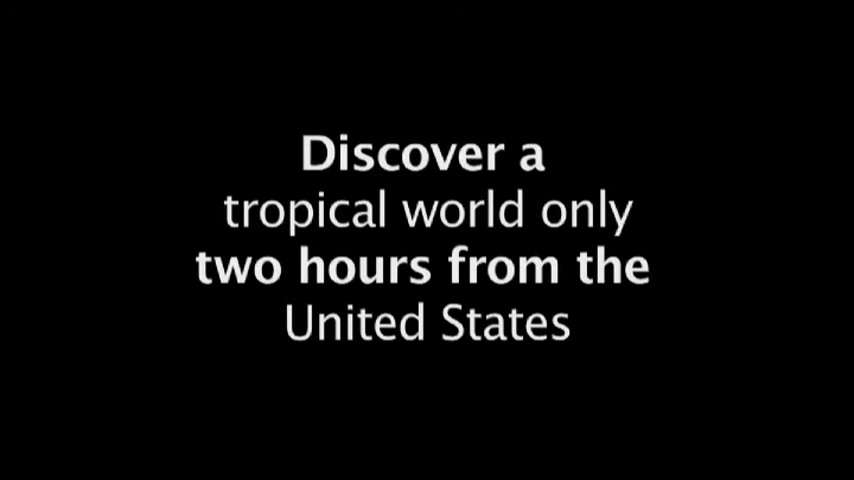 Discover a
tropical world only
two hours from the
United States